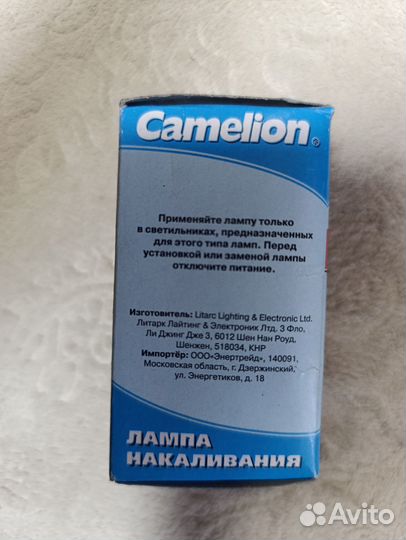 Camelion®
Применяйте лампу только
в светильниках, предназначенных
для этого типа ламп. Перед
установкой или заменой лампы
отключите питание.
Изготовитель: Litarc Lighting & Electronic Ltd.
Литарк Лайтинг & Электроник Лтд. 3 Фло,
Ли Джинг Дже 3, 6012 Шен Нан Роуд,
Шенжен, 518034, КНР
Импортёр: ООО«Энертрейд», 140091,
Московская область, г. Дзержинский,
ул. Энергетиков, д. 18
ЛАМПА
НАКАЛИВАНИЯ
Avito